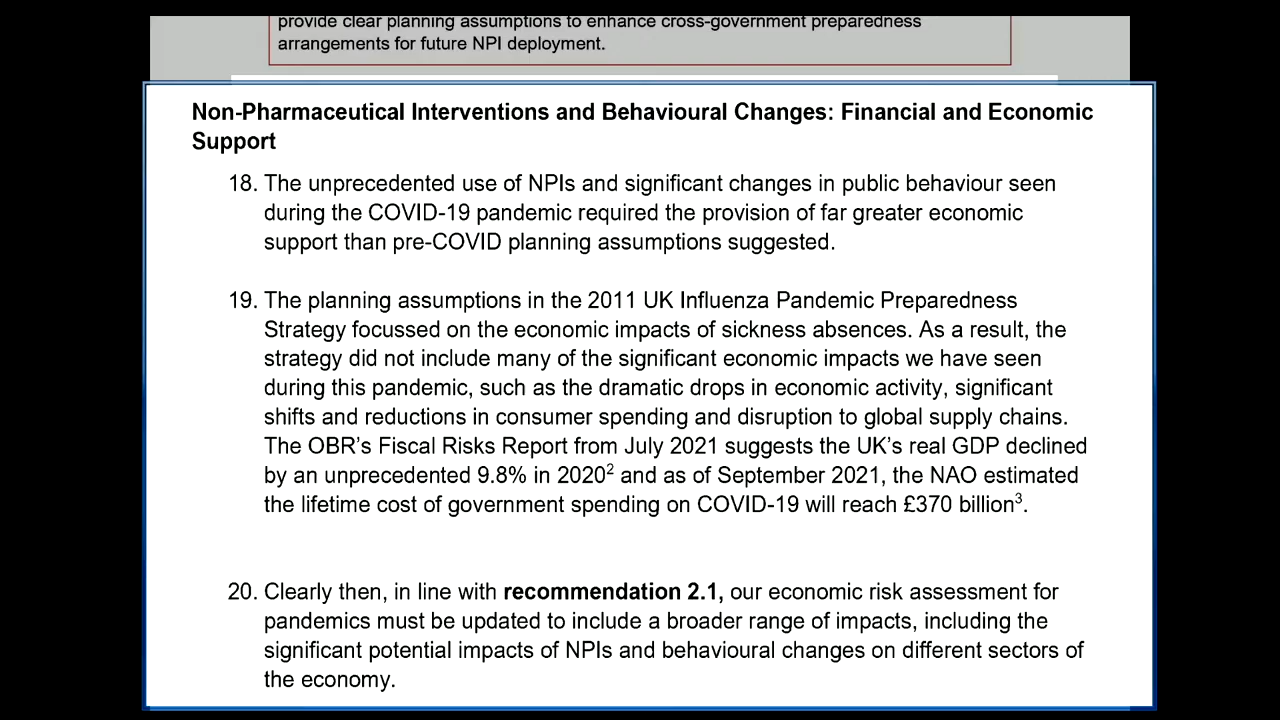 provide clear planning assumptions to enhance cross-government preparedness
arrangements for future NPI deployment.
Non-Pharmaceutical Interventions and Behavioural Changes: Financial and Economic
Support
18. The unprecedented use of NPIs and significant changes in public behaviour seen
during the COVID-19 pandemic required the provision of far greater economic
support than pre-COVID planning assumptions suggested.
19. The planning assumptions in the 2011 UK Influenza Pandemic Preparedness
Strategy focussed on the economic impacts of sickness absences. As a result, the
strategy did not include many of the significant economic impacts we have seen
during this pandemic, such as the dramatic drops in economic activity, significant
shifts and reductions in consumer spending and disruption to global supply chains.
The OBR’s Fiscal Risks Report from July 2021 suggests the UK’s real GDP declined
by an unprecedented 9.8% in 2020² and as of September 2021, the NAO estimated
the lifetime cost of government spending on COVID-19 will reach £370 billion³.
20. Clearly then, in line with recommendation 2.1, our economic risk assessment for
pandemics must be updated to include a broader range of impacts, including the
significant potential impacts of NPIs and behavioural changes on different sectors of
the economy.